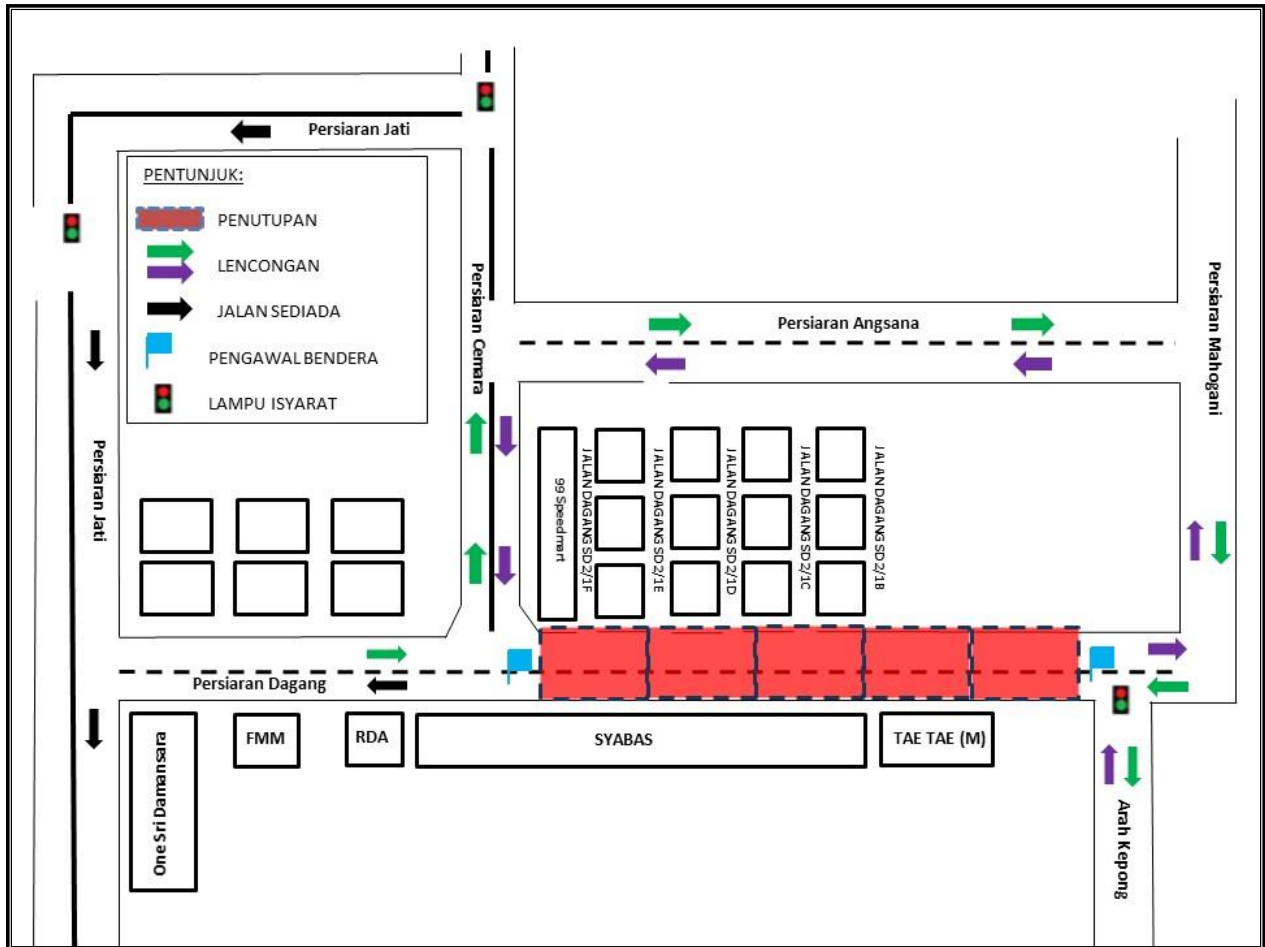 Persiaran Jati
PENTUNJUK:
PENUTUPAN
LENCONGAN
JALAN SEDIADA
PENGAWAL BENDERA
LAMPU ISYARAT
Persiaran Jati
Persiaran Cemara
Persiaran Angsana
Persiaran Mahogani
99 Speedmart
JALAN DAGANG SD 2/1F
JALAN DAGANG SD 2/1E
JALAN DAGANG SD 2/1D
JALAN DAGANG SD 2/1C
JALAN DAGANG SD 2/1B
Persiaran Dagang
One Sri Damansara
FMM
RDA
SYABAS
TAE TAE (M)
Arah Kepong